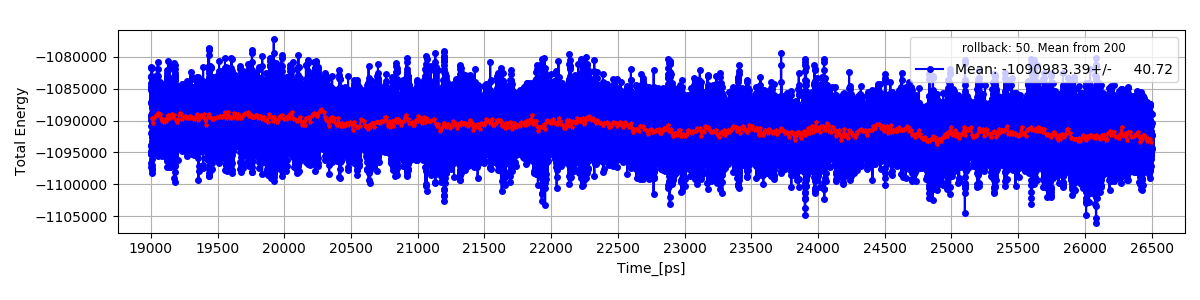 rollback: 50. Mean from 200
Mean: -1090983.39+/-     40.72
Total Energy
−1080000
−1085000
−1090000
−1095000
−1100000
−1105000
19000 19500 20000 20500 21000 21500 22000 22500 23000 23500 24000 24500 25000 25500 26000 26500
Time_[ps]